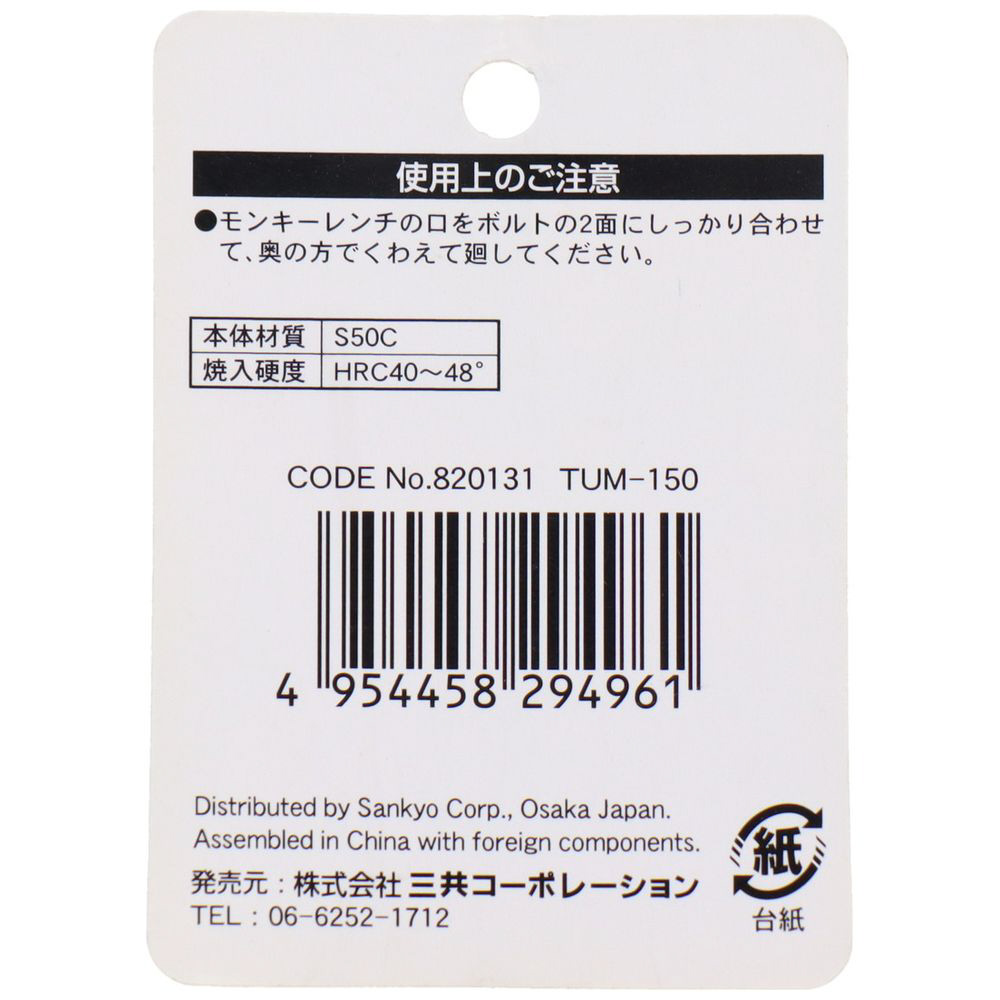 使用上のご注意
●モンキーレンチの口をボルトの2面にしっかり合わせ
て、奥の方でくわえて廻してください。
本体材質 S50C
焼入硬度 HRC40～48°
CODE No.820131 TUM-150
4 954458 294961
Distributed by Sankyo Corp., Osaka Japan.
Assembled in China with foreign components.
発売元：株式会社 三共コーポレーション
TEL : 06-6252-1712
紙
台紙